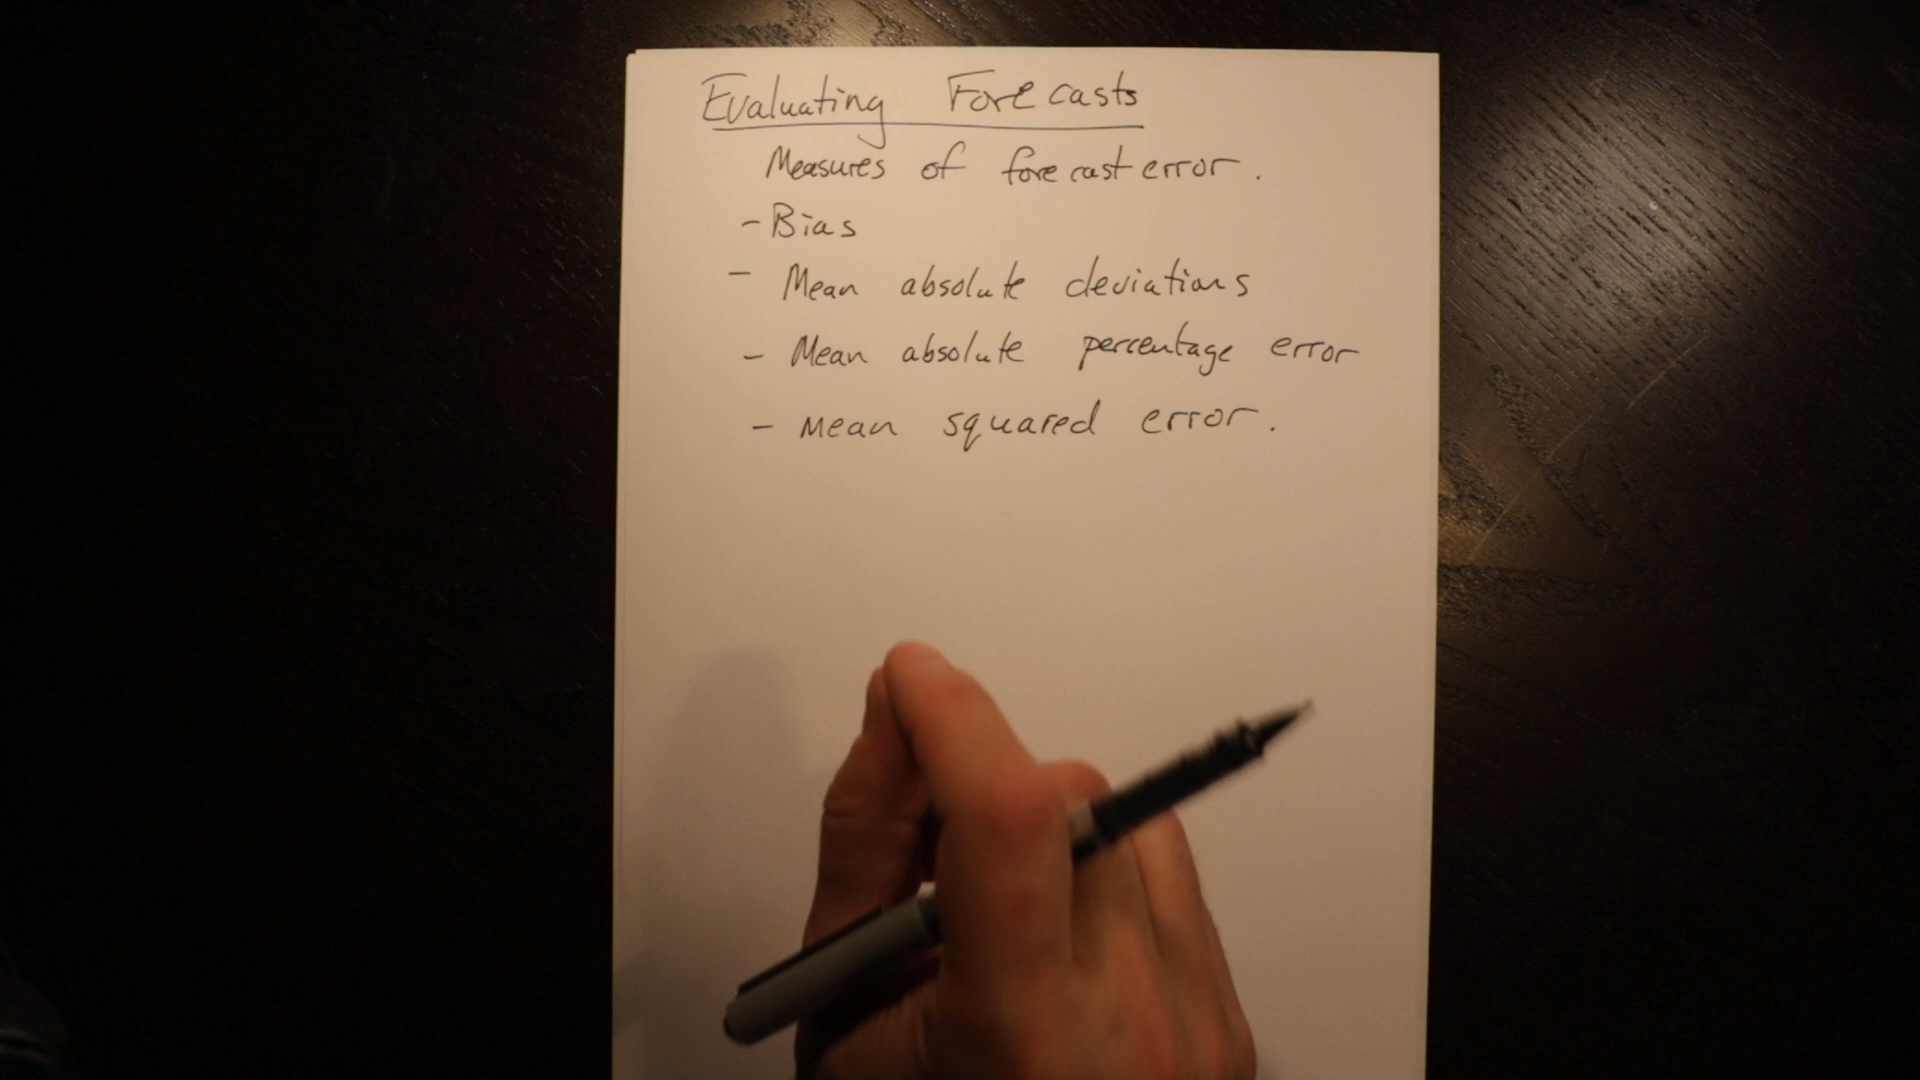 Evaluating Forecasts
Measures of forecast error.
- Bias
- Mean absolute deviations
- Mean absolute percentage error
- Mean squared error.